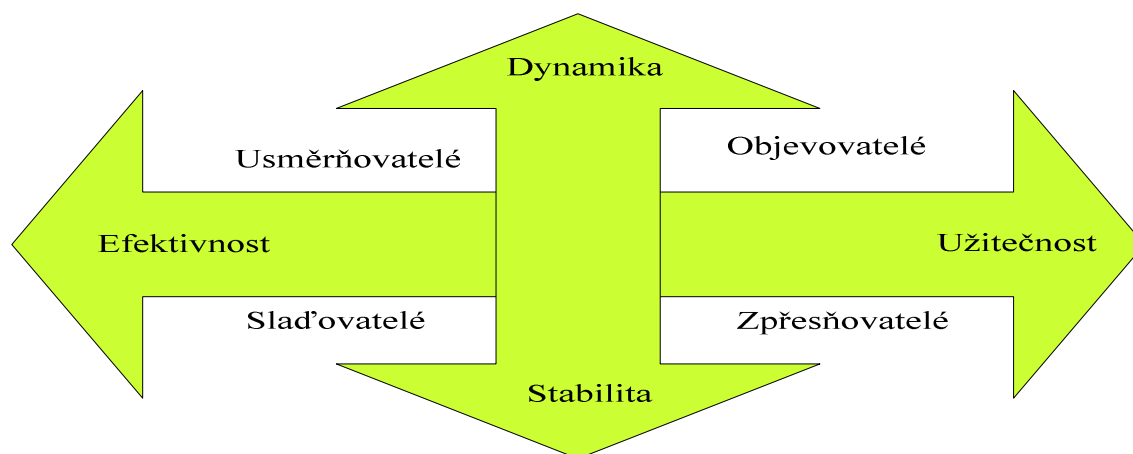 Dynamika
Usměrňovatelé
Objevovatelé
Efektivnost
Užitečnost
Slaďovatelé
Zpřesňovatelé
Stabilita